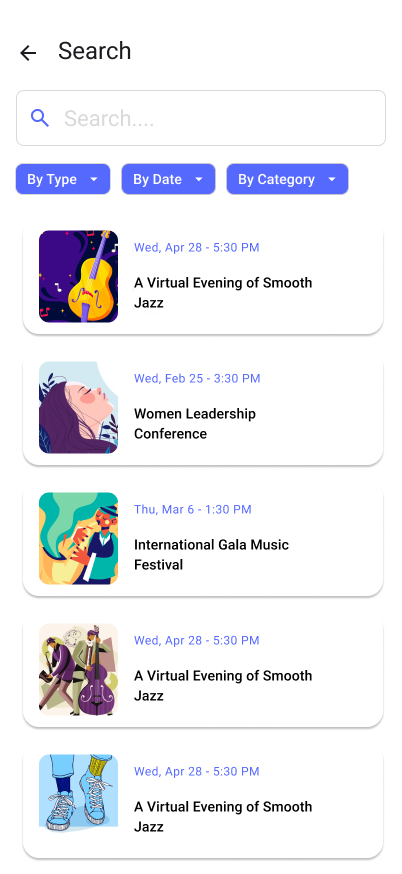 Search
Search....
By Type
By Date
By Category
Wed, Apr 28 - 5:30 PM
A Virtual Evening of Smooth
Jazz
Wed, Feb 25 - 3:30 PM
Women Leadership
Conference
Thu, Mar 6 - 1:30 PM
International Gala Music
Festival
Wed, Apr 28 - 5:30 PM
A Virtual Evening of Smooth
Jazz
Wed, Apr 28 - 5:30 PM
A Virtual Evening of Smooth
Jazz